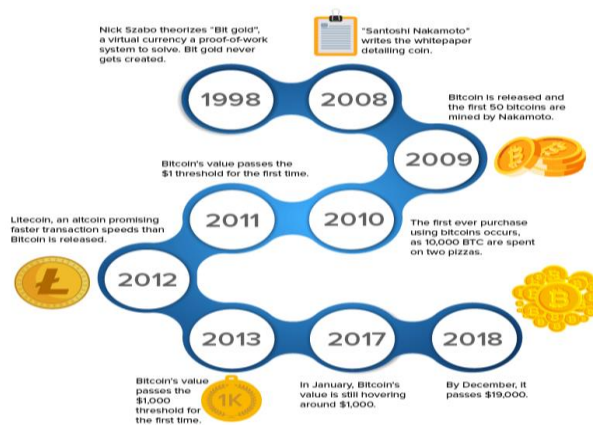 Nick Szabo theorizes "Bit gold",
a virtual currency a proof-of-work
system to solve. Bit gold never
gets created.
"Santoshi Nakamoto"
writes the whitepaper
detailing coin.
1998
2008
Bitcoin is released and
the first 50 bitcoins are
mined by Nakamoto.
2009
Bitcoin's value passes the
$1 threshold for the first time.
2011
2010
The first ever purchase
using bitcoins occurs,
as 10,000 BTC are spent
on two pizzas.
Litecoin, an altcoin promising
faster transaction speeds than
Bitcoin is released.
2012
2013
2017
2018
Bitcoin's value
passes the
$1,000
threshold for
the first time.
1K
In January, Bitcoin's
value is still hovering
around $1,000.
By December, it
passes $19,000.